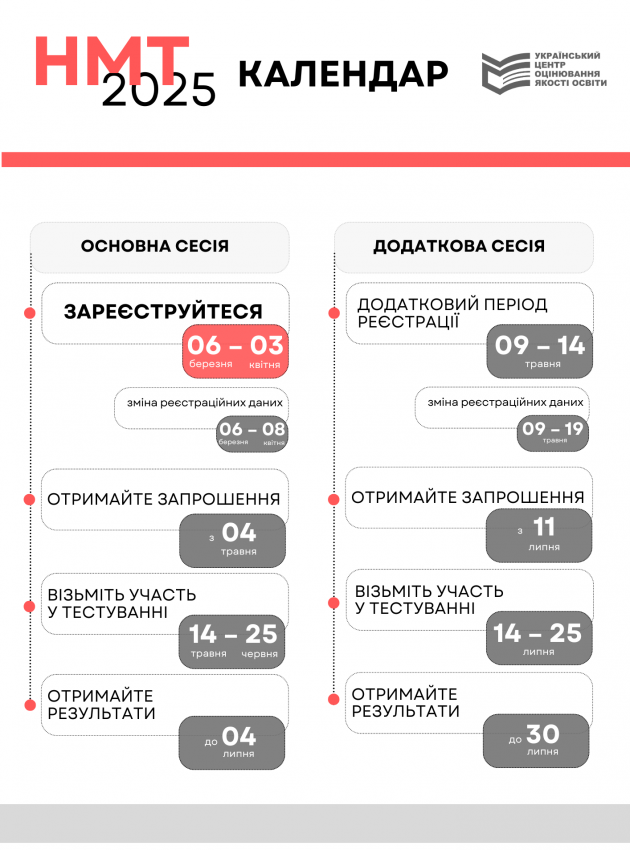 НМТ
2025
КАЛЕНДАР
УКРАЇНСЬКИЙ
ЦЕНТР
ОЦІНЮВАННЯ
ЯКОСТІ ОСВІТИ
ОСНОВНА СЕСІЯ
ЗАРЕЄСТРУЙТЕСЯ
06 – 03
березня квітня
зміна реєстраційних даних
06 – 08
березня квітня
ОТРИМАЙТЕ ЗАПРОШЕННЯ
з 04
травня
ВІЗЬМІТЬ УЧАСТЬ
У ТЕСТУВАННІ
14 – 25
травня червня
ОТРИМАЙТЕ
РЕЗУЛЬТАТИ
до 04
липня
ДОДАТКОВА СЕСІЯ
ДОДАТКОВИЙ ПЕРІОД
РЕЄСТРАЦІЇ
09 – 14
травня
зміна реєстраційних даних
09 – 19
травня
ОТРИМАЙТЕ ЗАПРОШЕННЯ
з 11
липня
ВІЗЬМІТЬ УЧАСТЬ
У ТЕСТУВАННІ
14 – 25
липня
ОТРИМАЙТЕ
РЕЗУЛЬТАТИ
до 30
липня